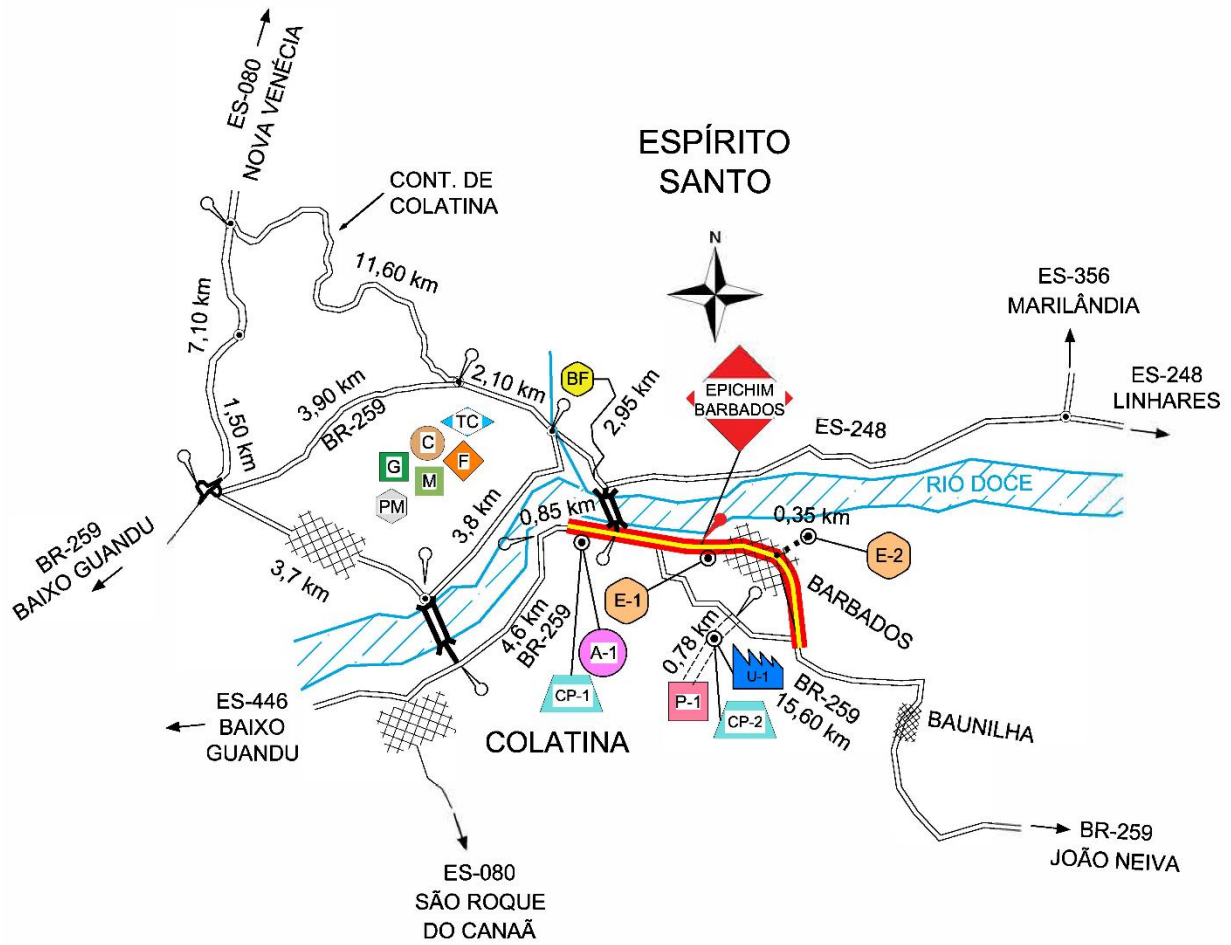 ES-080
NOVA VENÉCIA
ESPÍRITO
SANTO
CONT. DE
COLATINA
N
11,60 km
7,10 km
ES-356
MARILÂNDIA
ES-248
LINHARES
2,10 km
BF
2,95 km
EPICHIM
BARBADOS
3,90 km
BR-259
1,50 km
TC
C
F
G
M
PM
ES-248
RIO DOCE
3,8 km
0,85 km
0,35 km
E-2
BR-259
BAIXO GUANDU
3,7 km
E-1
BARBADOS
4,6 km
BR-259
A-1
0,78 km
CP-1
P-1
U-1
CP-2
BR-259
15,60 km
ES-446
BAIXO
GUANDU
COLATINA
BAUNILHA
BR-259
JOÃO NEIVA
ES-080
SÃO ROQUE
DO CANAÃ